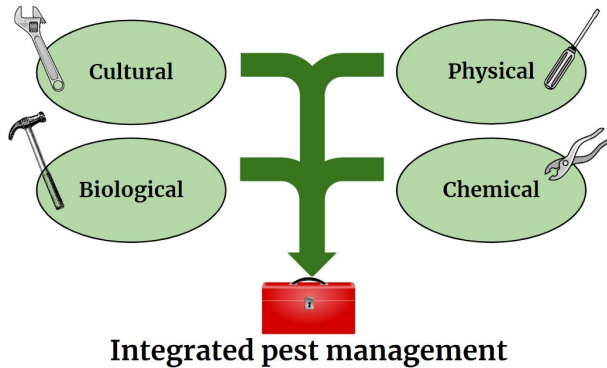 Cultural
Physical
Biological
Chemical
Integrated pest management